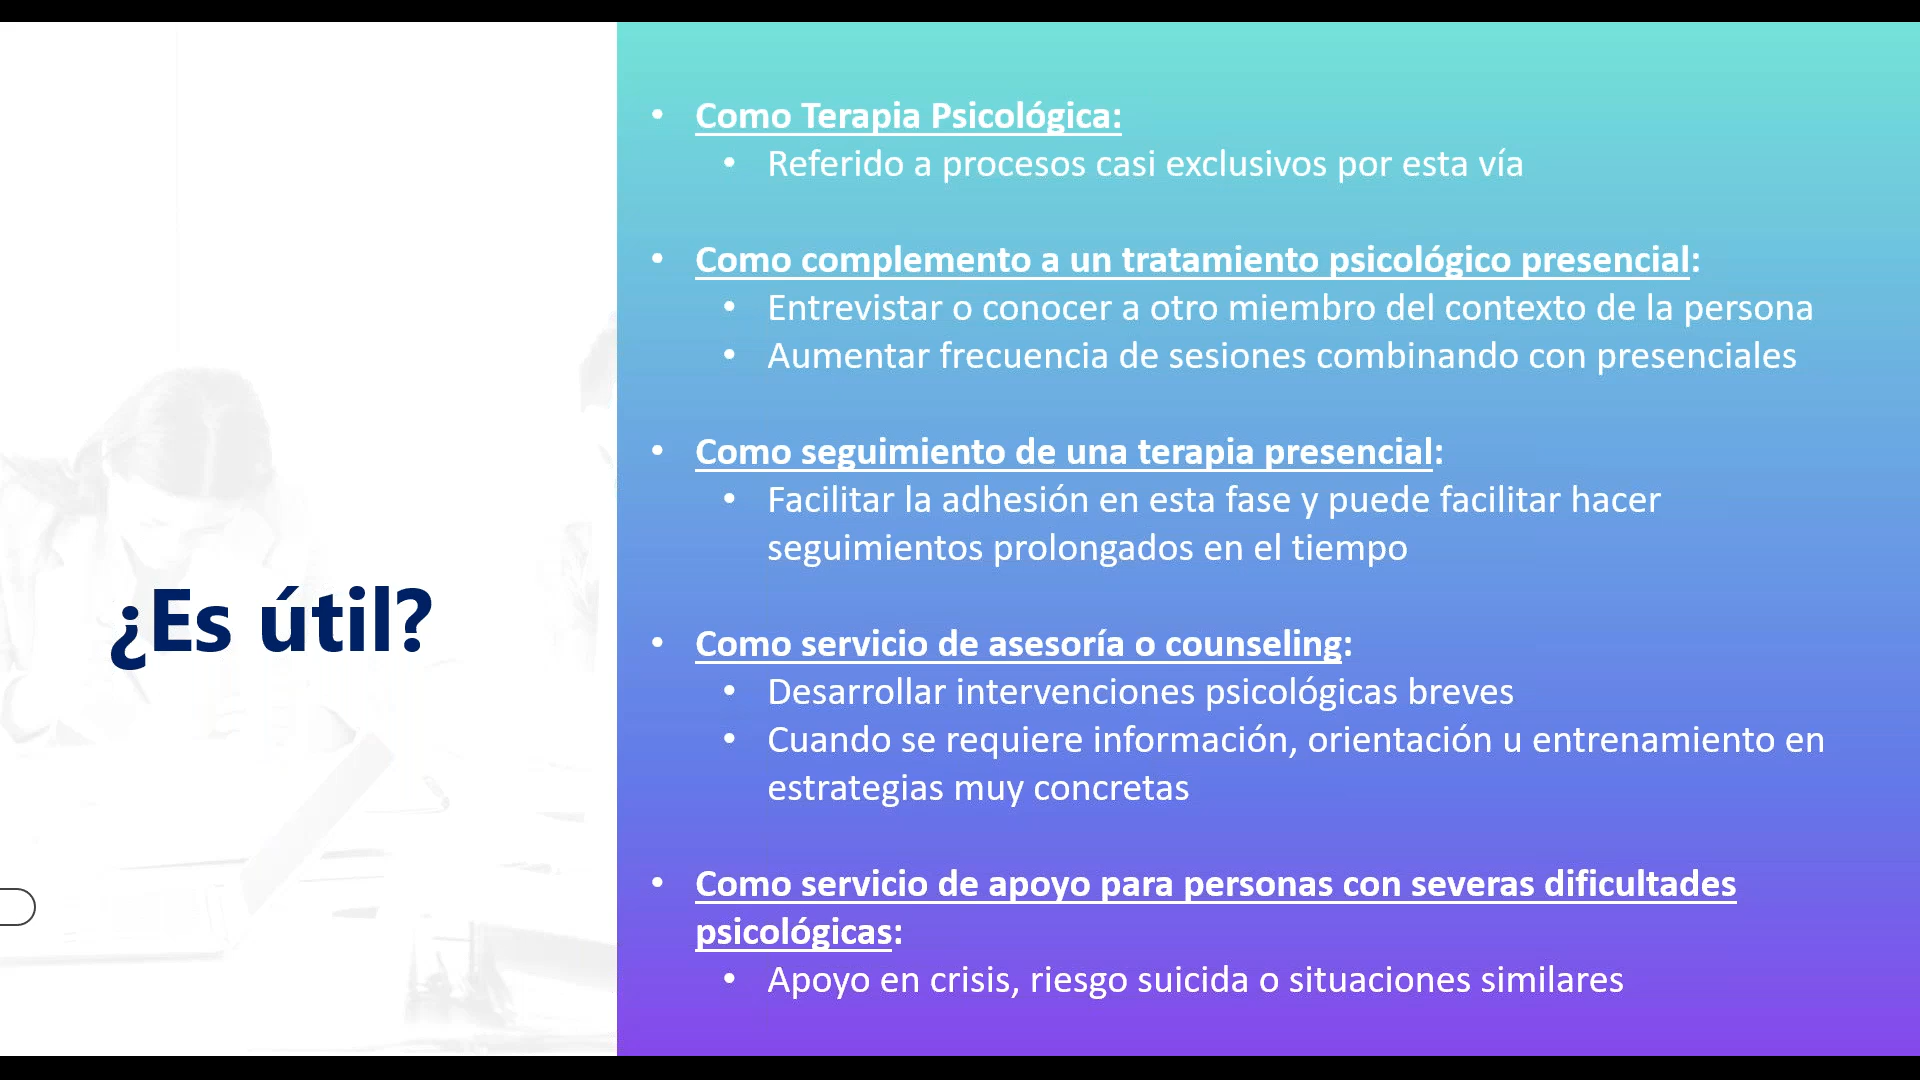 ¿Es útil?
• Como Terapia Psicológica:
• Referido a procesos casi exclusivos por esta vía
• Como complemento a un tratamiento psicológico presencial:
• Entrevistar o conocer a otro miembro del contexto de la persona
• Aumentar frecuencia de sesiones combinando con presenciales
• Como seguimiento de una terapia presencial:
• Facilitar la adhesión en esta fase y puede facilitar hacer
seguimientos prolongados en el tiempo
• Como servicio de asesoría o counseling:
• Desarrollar intervenciones psicológicas breves
• Cuando se requiere información, orientación u entrenamiento en
estrategias muy concretas
• Como servicio de apoyo para personas con severas dificultades
psicológicas:
• Apoyo en crisis, riesgo suicida o situaciones similares